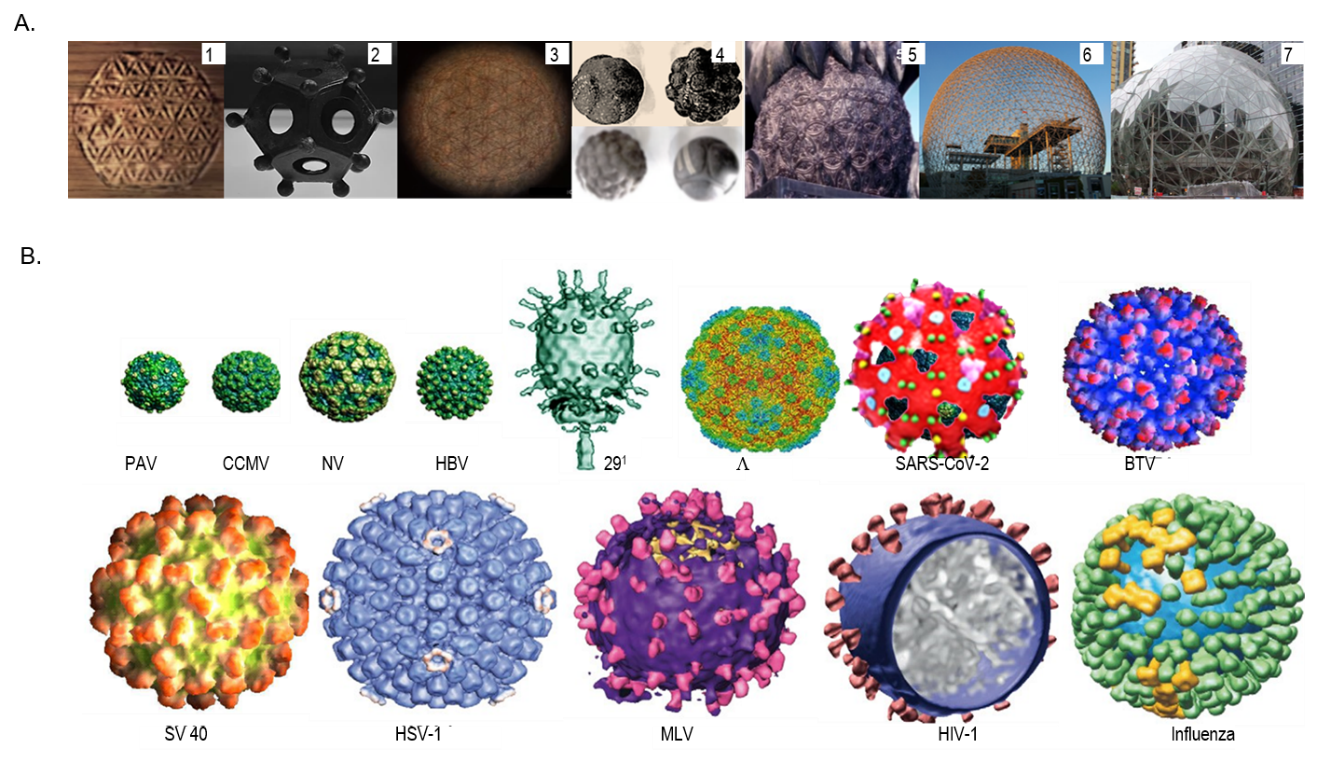 A.
1 2 3 4 5 6 7
B.
PAV CCMV NV HBV 29¹ Λ SARS-CoV-2 BTV
SV 40 HSV-1 MLV HIV-1 Influenza